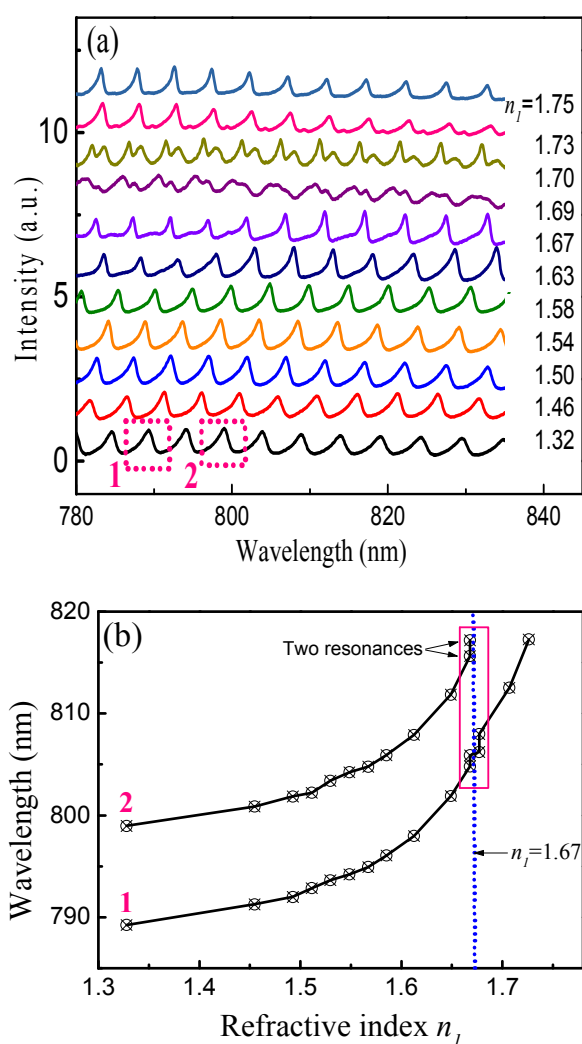 (a)
Intensity (a.u.)
10
5
0
n1=1.75
1.73
1.70
1.69
1.67
1.63
1.58
1.54
1.50
1.46
1.32
1
2
780 800 820 840
Wavelength (nm)
(b)
Wavelength (nm)
820
810
800
790
Two resonances
2
1
n1=1.67
1.3 1.4 1.5 1.6 1.7
Refractive index n1